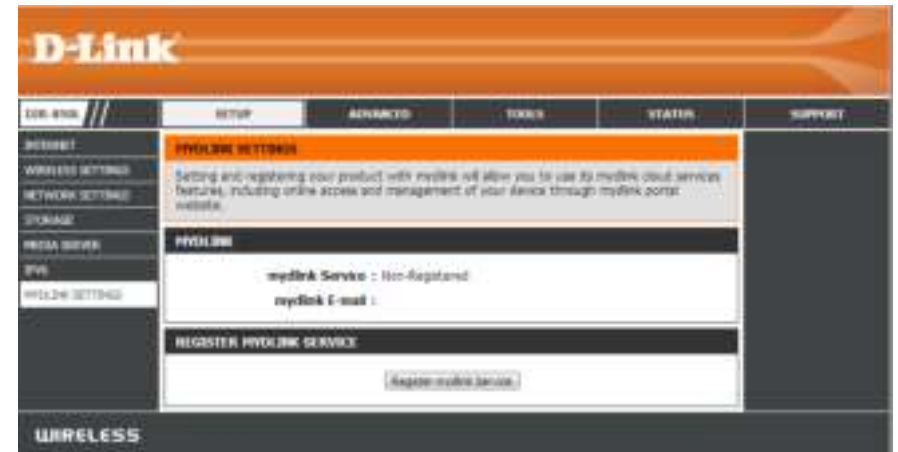 D-Link
SETUP ADVANCED TOOLS STATUS SUPPORT
INTERNET
WIRELESS SETTINGS
NETWORK SETTINGS
STORAGE
MEDIA SERVER
IPV6
MYDLINK SETTINGS
MYDLINK SETTINGS
Setting and registering your product with mydlink will allow you to use its mydlink cloud services
features, including online access and management of your device through mydlink portal
website.
MYDLINK
mydlink Service : Non-Registered
mydlink E-mail :
REGISTER MYDLINK SERVICE
Register mydlink Service
WIRELESS